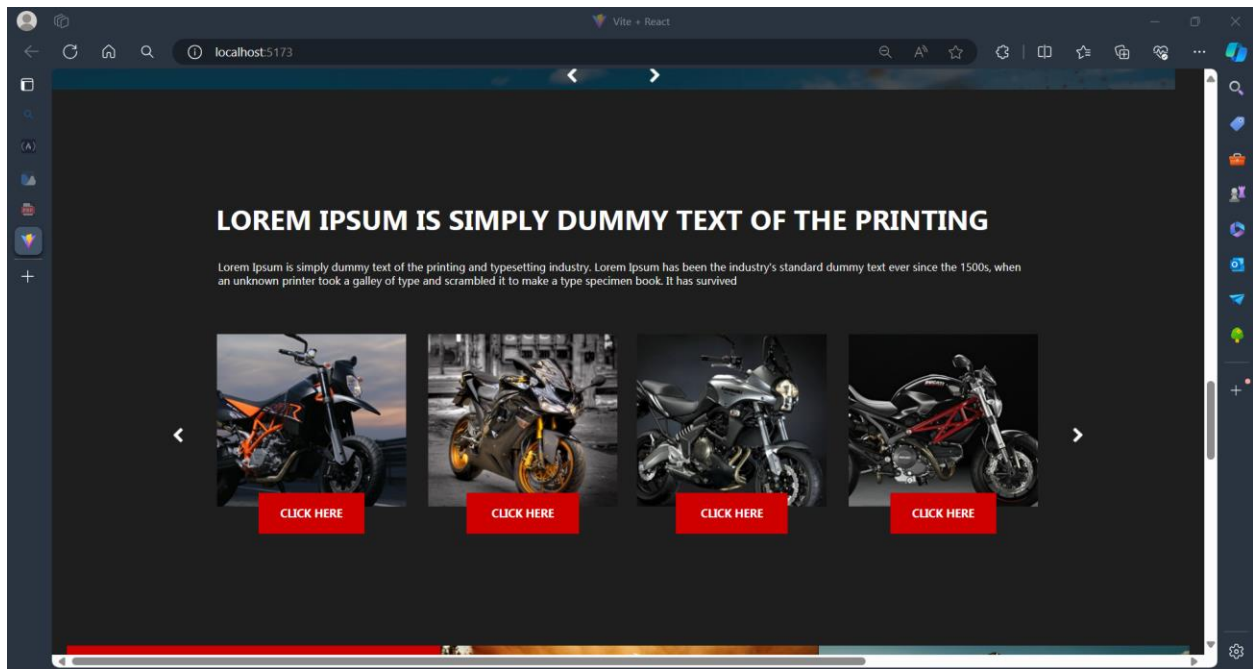 Vite + React
localhost:5173
LOREM IPSUM IS SIMPLY DUMMY TEXT OF THE PRINTING
Lorem Ipsum is simply dummy text of the printing and typesetting industry. Lorem Ipsum has been the industry's standard dummy text ever since the 1500s, when
an unknown printer took a galley of type and scrambled it to make a type specimen book. It has survived
DUCATI
CLICK HERE
CLICK HERE
CLICK HERE
CLICK HERE